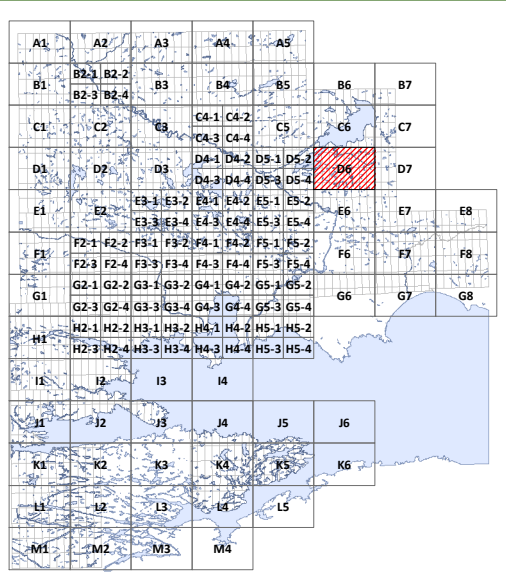 A1 A2 A3 A4 A5
B2-1 B2-2
B1 B3 B4 B5 B6 B7
B2-3 B2-4
C4-1 C4-2
C1 C2 C3 C5 C6 C7
C4-3 C4-4
D4-1 D4-2 D5-1 D5-2
D1 D2 D3 D6 D7
D4-3 D4-4 D5-3 D5-4
E3-1 E3-2 E4-1 E4-2 E5-1 E5-2
E1 E2 E6 E7 E8
E3-3 E3-4 E4-3 E4-4 E5-3 E5-4
F2-1 F2-2 F3-1 F3-2 F4-1 F4-2 F5-1 F5-2
F1 F6 F7 F8
F2-3 F2-4 F3-3 F3-4 F4-3 F4-4 F5-3 F5-4
G2-1 G2-2 G3-1 G3-2 G4-1 G4-2 G5-1 G5-2
G1 G6 G7 G8
G2-3 G2-4 G3-3 G3-4 G4-3 G4-4 G5-3 G5-4
H2-1 H2-2 H3-1 H3-2 H4-1 H4-2 H5-1 H5-2
H1
H2-3 H2-4 H3-3 H3-4 H4-3 H4-4 H5-3 H5-4
I1 I2 I3 I4
J1 J2 J3 J4 J5 J6
K1 K2 K3 K4 K5 K6
L1 L2 L3 L4 L5
M1 M2 M3 M4